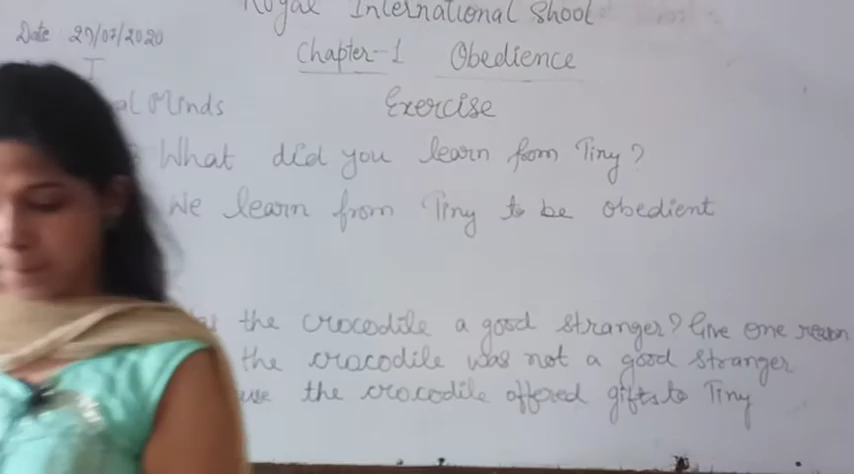 Royal International Shool
Date 27/07/2020
Chapter-1 Obedience
I
al Minds Exercise
What did you learn from Tiny?
We learn from Tiny to be obedient
the crocodile a good stranger? Give one reason
the crocodile was not a good stranger
use the crocodile offered gifts to Tiny